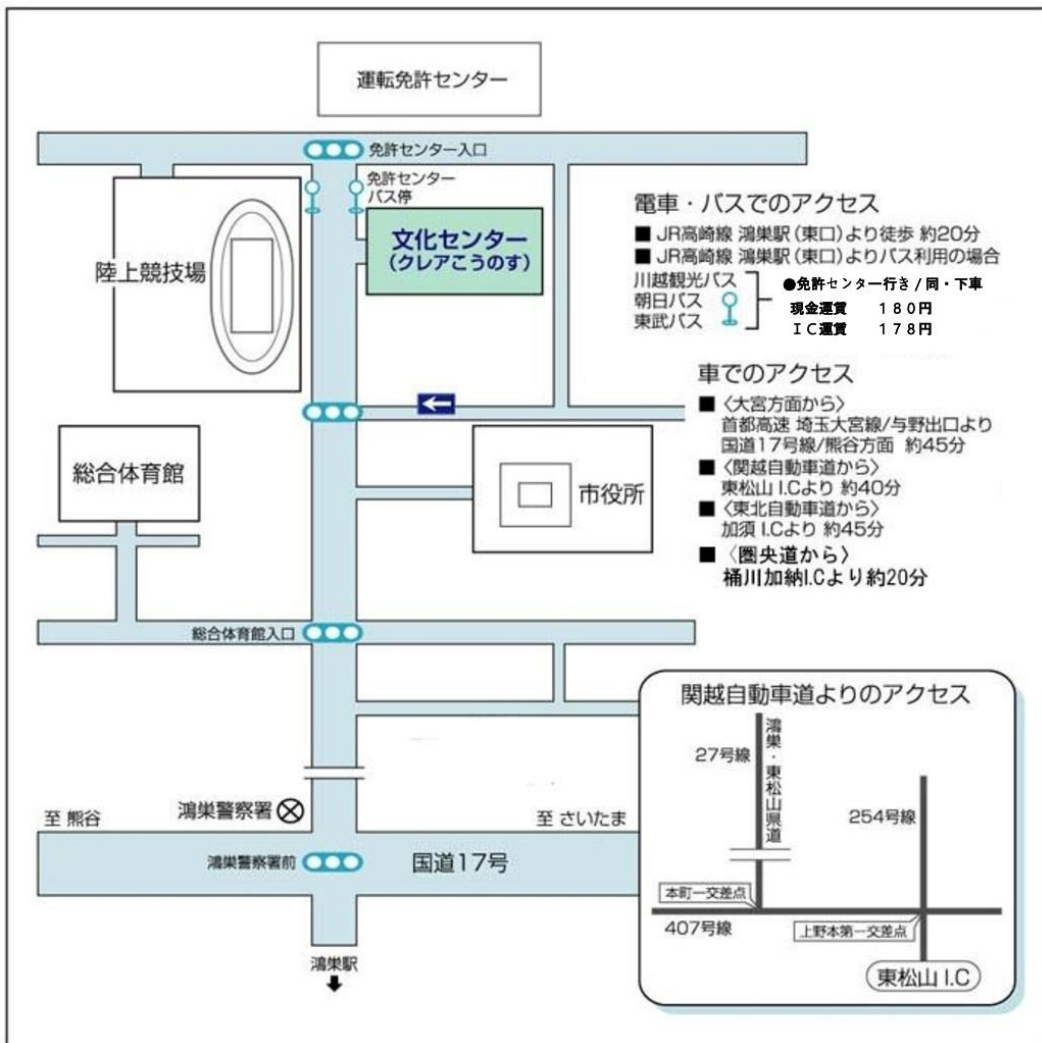 運転免許センター
免許センター入口
免許センター
バス停
文化センター
(クレアこうのす)
陸上競技場
総合体育館
市役所
総合体育館入口
鴻巣警察署
至 熊谷
至 さいたま
鴻巣警察署前
国道17号
鴻巣駅
電車・バスでのアクセス
■ JR高崎線 鴻巣駅(東口)より徒歩 約20分
■ JR高崎線 鴻巣駅(東口)よりバス利用の場合
川越観光バス
朝日バス
東武バス
●免許センター行き/同・下車
現金運賃 180円
IC運賃 178円
車でのアクセス
■ 〈大宮方面から〉
首都高速 埼玉大宮線/与野出口より
国道17号線/熊谷方面 約45分
■ 〈関越自動車道から〉
東松山 I.Cより 約40分
■ 〈東北自動車道から〉
加須 I.Cより 約45分
■ 〈圏央道から〉
桶川加納I.Cより約20分
関越自動車道よりのアクセス
27号線
鴻巣・東松山県道
254号線
本町一交差点
407号線
上野本第一交差点
東松山 I.C